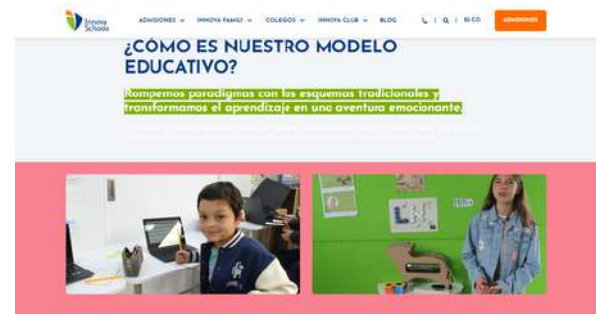 Innova
Schools
ADMISIONES
INNOVA FAMILY
COLEGIOS
INNOVA CLUB
BLOG
ADMISIONES
¿CÓMO ES NUESTRO MODELO
EDUCATIVO?
Rompemos paradigmas con los esquemas tradicionales y
transformamos el aprendizaje en una aventura emocionante.